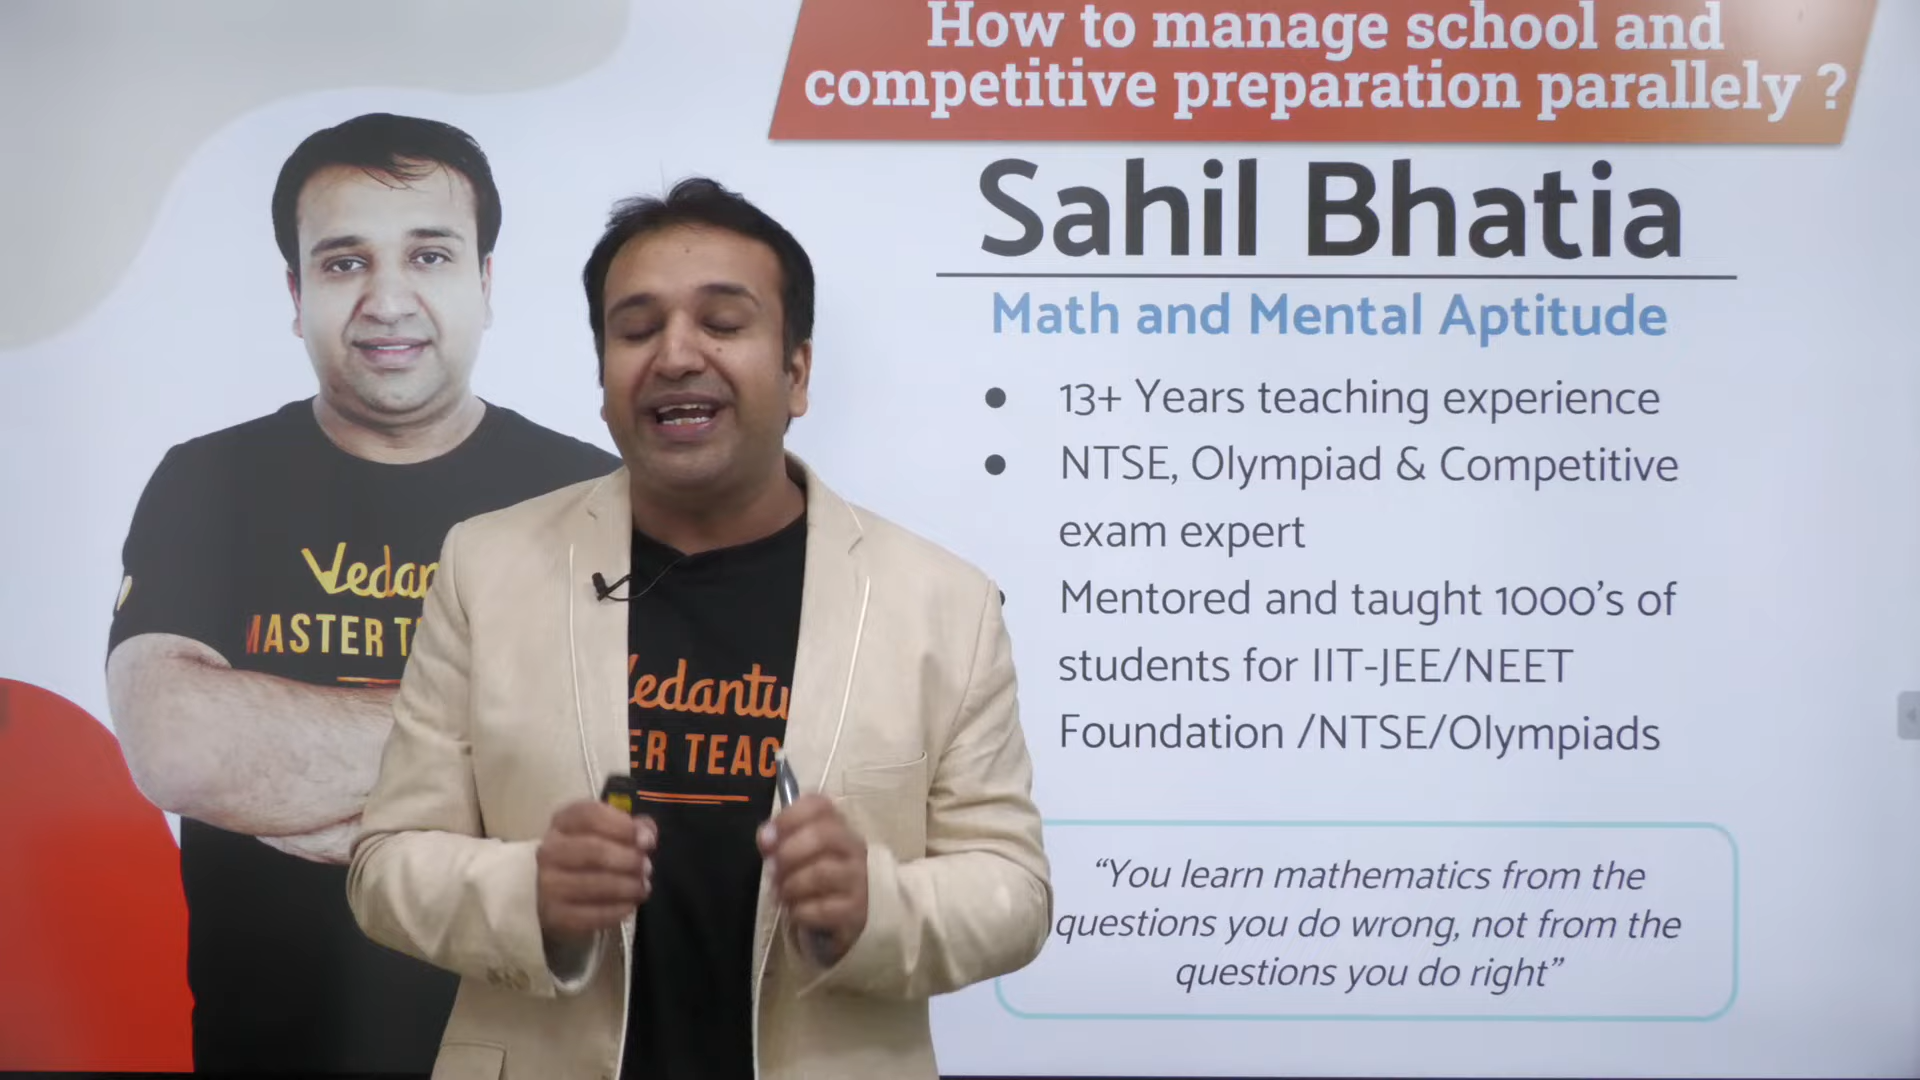 How to manage school and
competitive preparation parallely ?
Sahil Bhatia
Math and Mental Aptitude
• 13+ Years teaching experience
• NTSE, Olympiad & Competitive
exam expert
Mentored and taught 1000's of
students for IIT-JEE/NEET
Foundation /NTSE/Olympiads
“You learn mathematics from the
questions you do wrong, not from the
questions you do right”